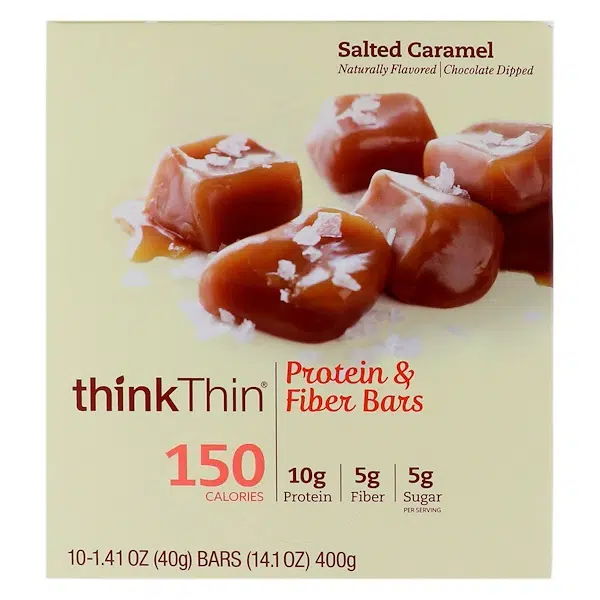 Salted Caramel
Naturally Flavored | Chocolate Dipped
thinkThin®
Protein &
Fiber Bars
150
CALORIES
10g
Protein
5g
Fiber
5g
Sugar
PER SERVING
10-1.41 OZ (40g) BARS (14.1 OZ) 400g